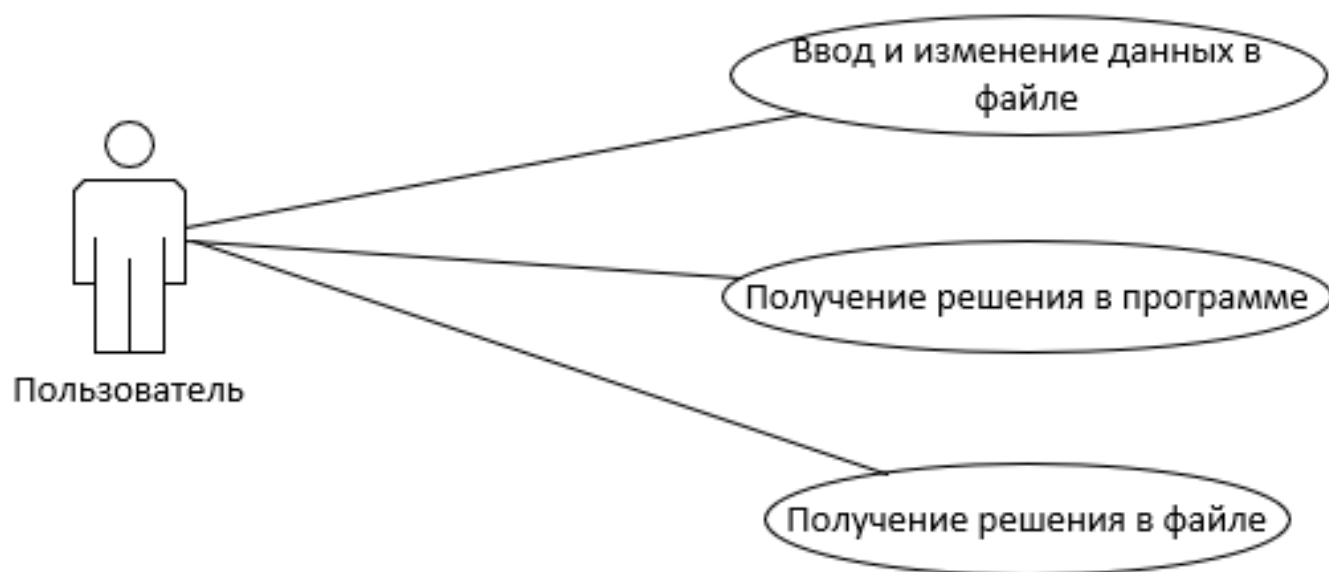 Ввод и изменение данных в
файле
Получение решения в программе
Пользователь
Получение решения в файле